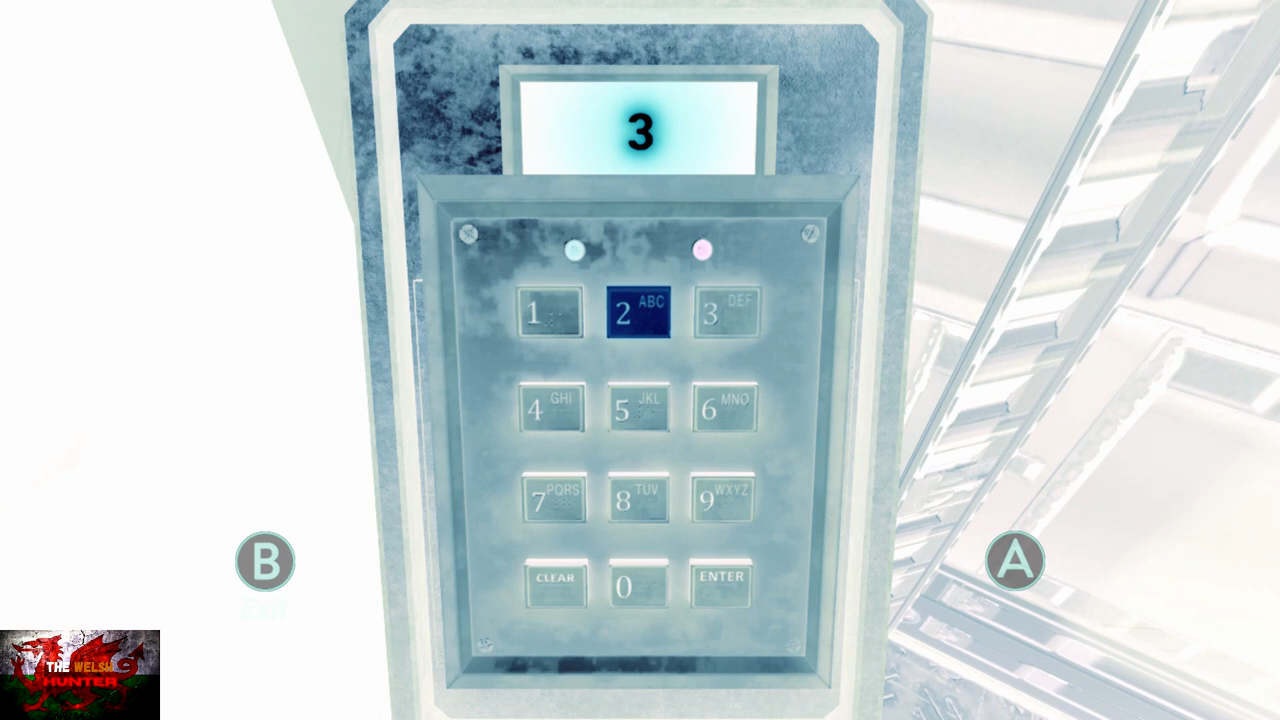 3
1 2 ABC 3 DEF
4 GHI 5 JKL 6 MNO
7 PQRS 8 TUV 9 WXYZ
CLEAR 0 ENTER
B A
Exit
THE WELSH
HUNTER